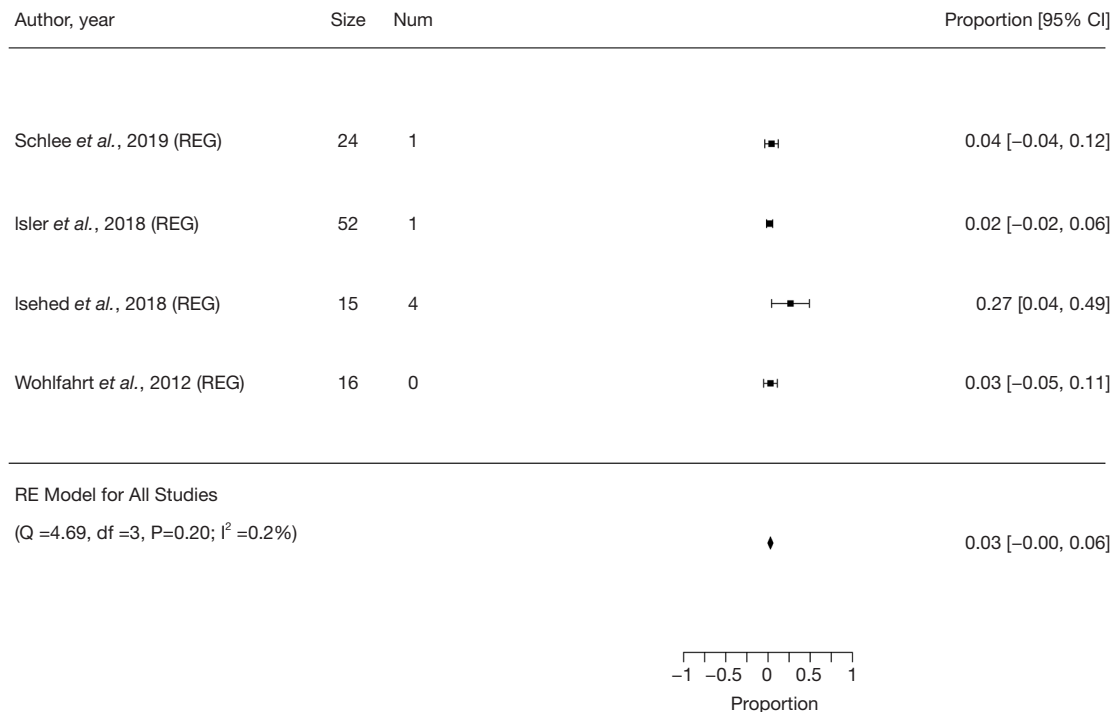 Author, year Size Num Proportion [95% CI]
Schlee et al., 2019 (REG) 24 1 0.04 [−0.04, 0.12]
Isler et al., 2018 (REG) 52 1 0.02 [−0.02, 0.06]
Isehed et al., 2018 (REG) 15 4 0.27 [0.04, 0.49]
Wohlfahrt et al., 2012 (REG) 16 0 0.03 [−0.05, 0.11]
RE Model for All Studies
(Q =4.69, df =3, P=0.20; I² =0.2%)
0.03 [−0.00, 0.06]
−1 −0.5 0 0.5 1
Proportion